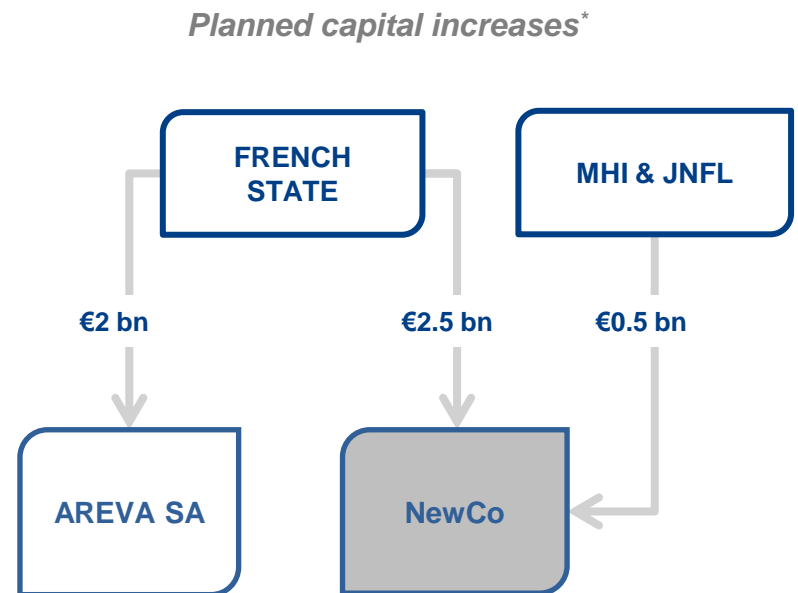 Planned capital increases*
FRENCH
STATE
MHI & JNFL
€2 bn
€2.5 bn
€0.5 bn
AREVA SA
NewCo